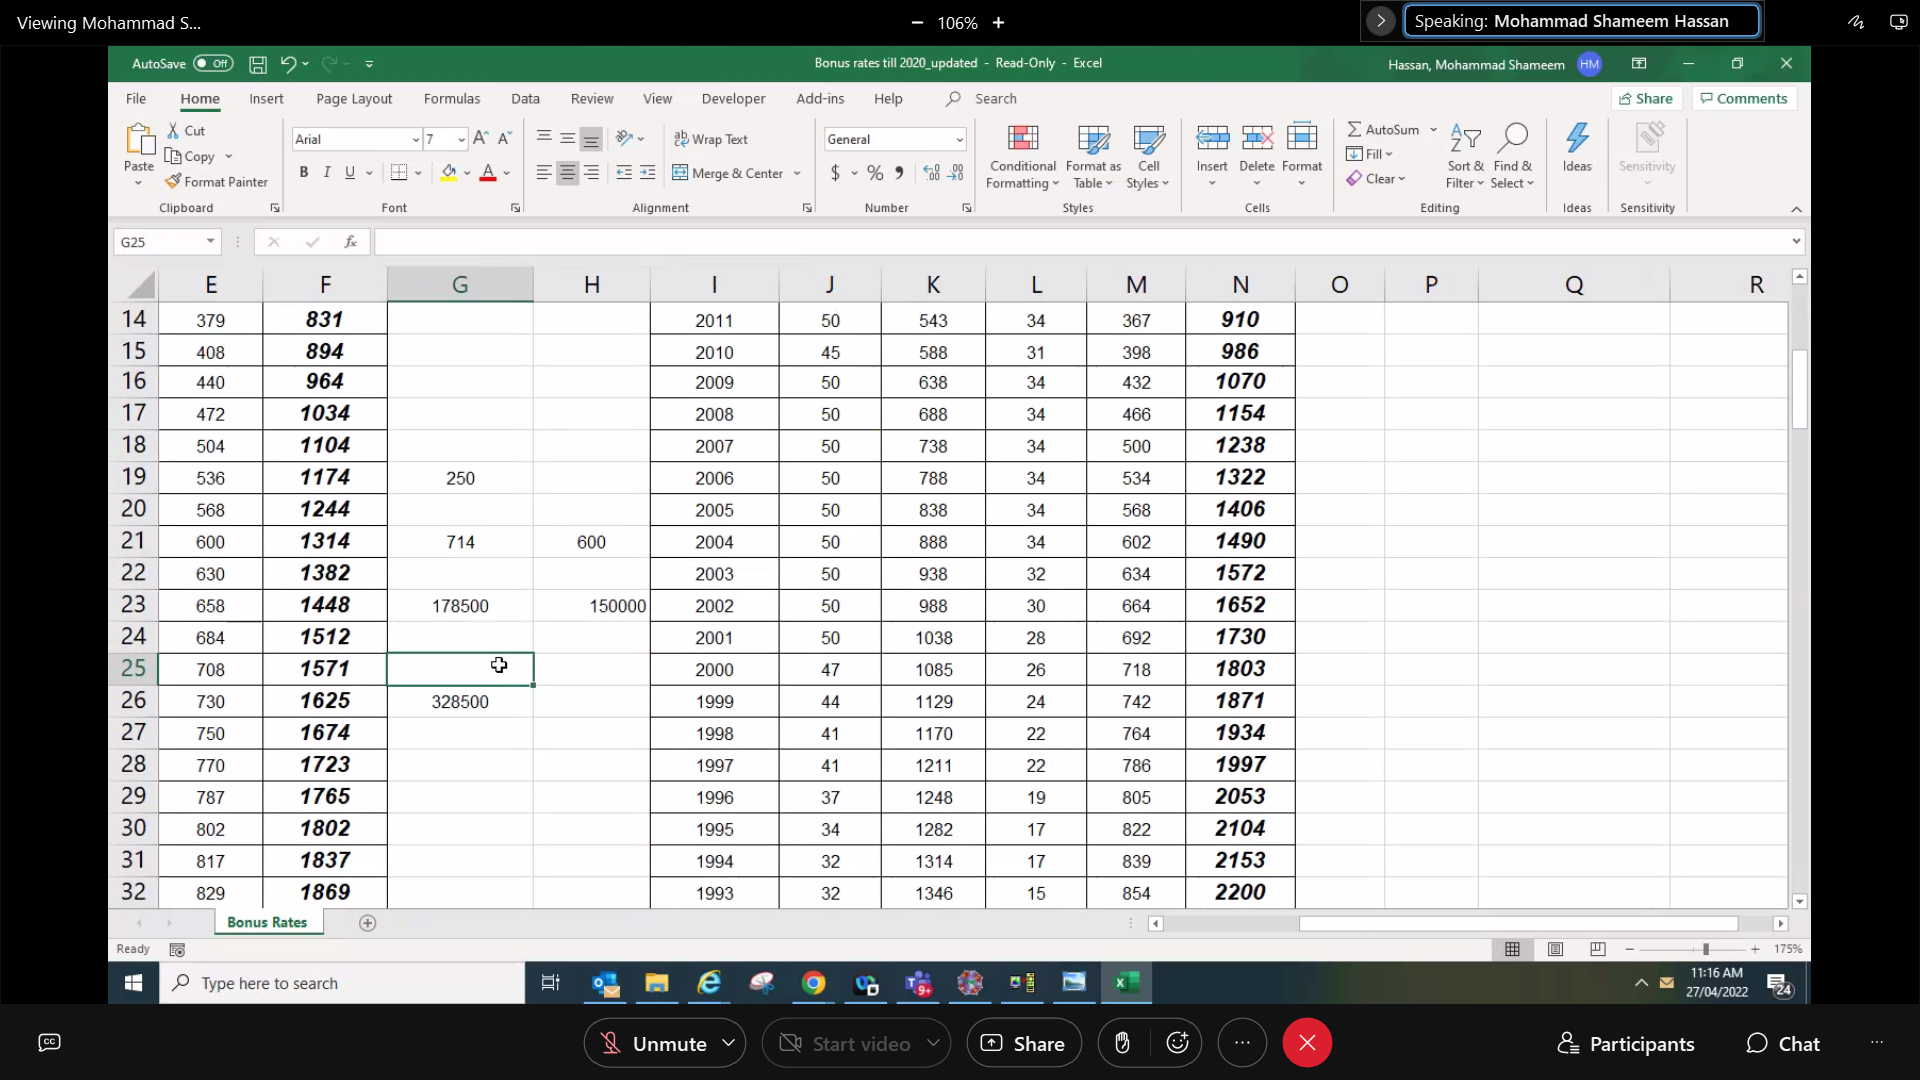 Viewing Mohammad S...
106%
Speaking: Mohammad Shameem Hassan
AutoSave Off
Bonus rates till 2020_updated - Read-Only - Excel
Hassan, Mohammad Shameem HM
File Home Insert Page Layout Formulas Data Review View Developer Add-ins Help Search Share Comments
Paste Cut Copy Format Painter
Clipboard
Arial 7
B I U
Font
Wrap Text
Merge & Center
Alignment
General
$ %
Number
Conditional Formatting Format as Table Cell Styles
Styles
Insert Delete Format
Cells
AutoSum Fill Clear Sort & Filter Find & Select
Editing
Ideas
Ideas
Sensitivity
Sensitivity
G25 fx
E F G H I J K L M N O P Q R
14 379 831 2011 50 543 34 367 910
15 408 894 2010 45 588 31 398 986
16 440 964 2009 50 638 34 432 1070
17 472 1034 2008 50 688 34 466 1154
18 504 1104 2007 50 738 34 500 1238
19 536 1174 250 2006 50 788 34 534 1322
20 568 1244 2005 50 838 34 568 1406
21 600 1314 714 600 2004 50 888 34 602 1490
22 630 1382 2003 50 938 32 634 1572
23 658 1448 178500 150000 2002 50 988 30 664 1652
24 684 1512 2001 50 1038 28 692 1730
25 708 1571 2000 47 1085 26 718 1803
26 730 1625 328500 1999 44 1129 24 742 1871
27 750 1674 1998 41 1170 22 764 1934
28 770 1723 1997 41 1211 22 786 1997
29 787 1765 1996 37 1248 19 805 2053
30 802 1802 1995 34 1282 17 822 2104
31 817 1837 1994 32 1314 17 839 2153
32 829 1869 1993 32 1346 15 854 2200
Bonus Rates
Ready 175%
Type here to search
9+
11:16 AM
27/04/2022
24
CC
Unmute Start video Share Participants Chat